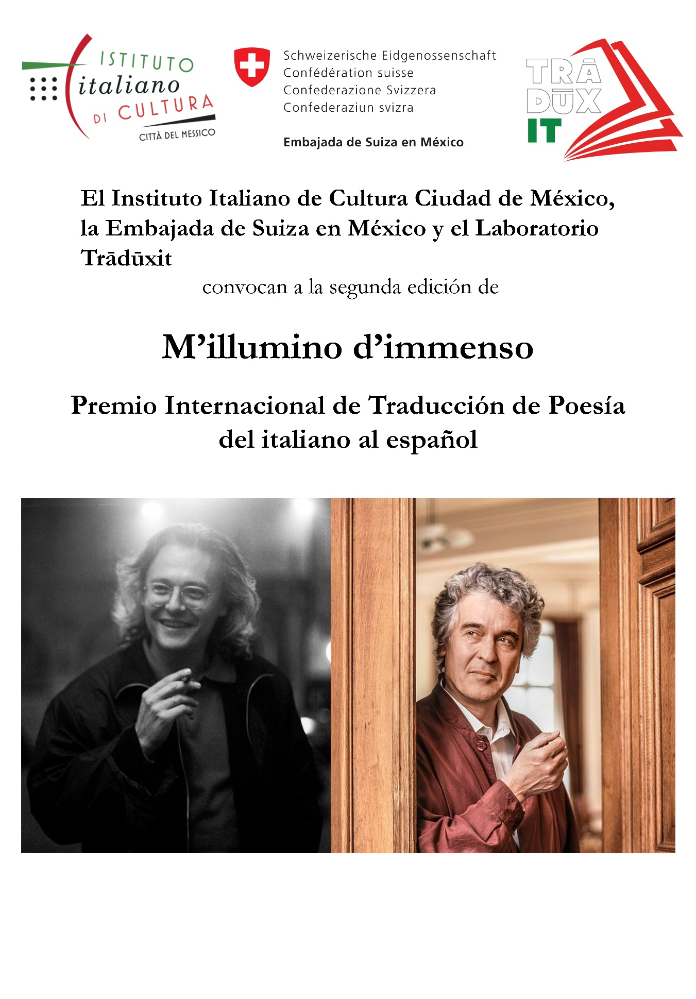 ISTITUTO
italiano
DI CULTURA
CITTÀ DEL MESSICO
Schweizerische Eidgenossenschaft
Confédération suisse
Confederazione Svizzera
Confederaziun svizra
Embajada de Suiza en México
TRĀ
DŪX
IT
El Instituto Italiano de Cultura Ciudad de México,
la Embajada de Suiza en México y el Laboratorio
Trādūxit
convocan a la segunda edición de
M’illumino d’immenso
Premio Internacional de Traducción de Poesía
del italiano al español